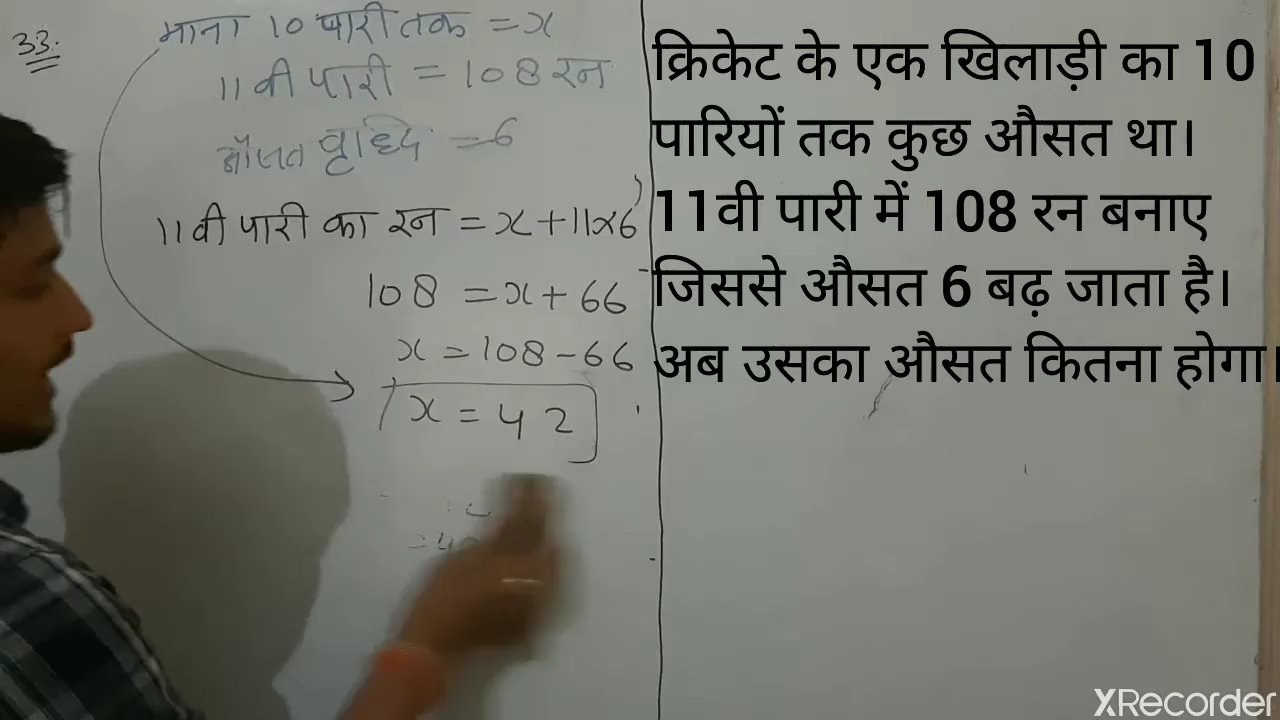 33.
माना 10 पारी तक = x
11 वी पारी = 108 रन
औसत वृद्धि = 6
11 वी पारी का रन = x + 11 x 6
108 = x + 66
x = 108 - 66
x = 42
क्रिकेट के एक खिलाड़ी का 10
पारियों तक कुछ औसत था।
11वी पारी में 108 रन बनाए
जिससे औसत 6 बढ़ जाता है।
अब उसका औसत कितना होगा।
XRecorder